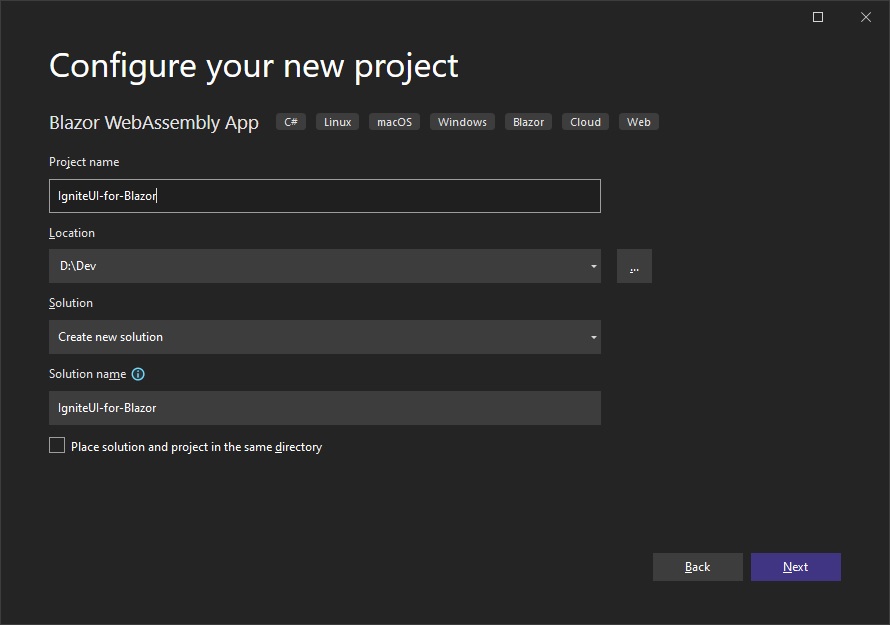 Configure your new project
Blazor WebAssembly App C# Linux macOS Windows Blazor Cloud Web
Project name
IgniteUI-for-Blazor
Location
D:\Dev
...
Solution
Create new solution
Solution name
IgniteUI-for-Blazor
Place solution and project in the same directory
Back Next